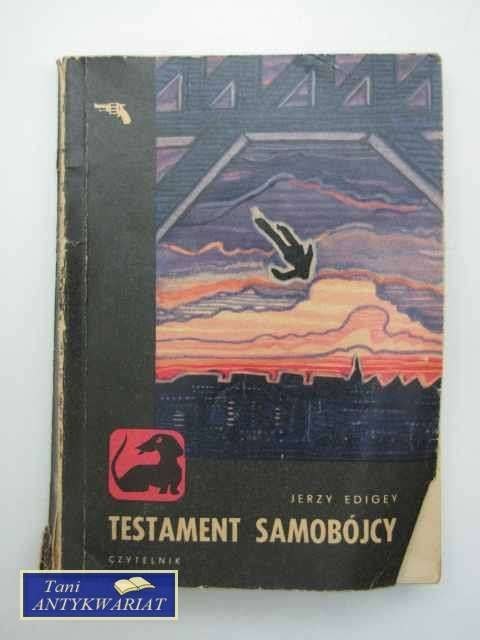 JERZY EDIGEY
TESTAMENT SAMOBÓJCY
CZYTELNIK
Tani
ANTYKWARIAT